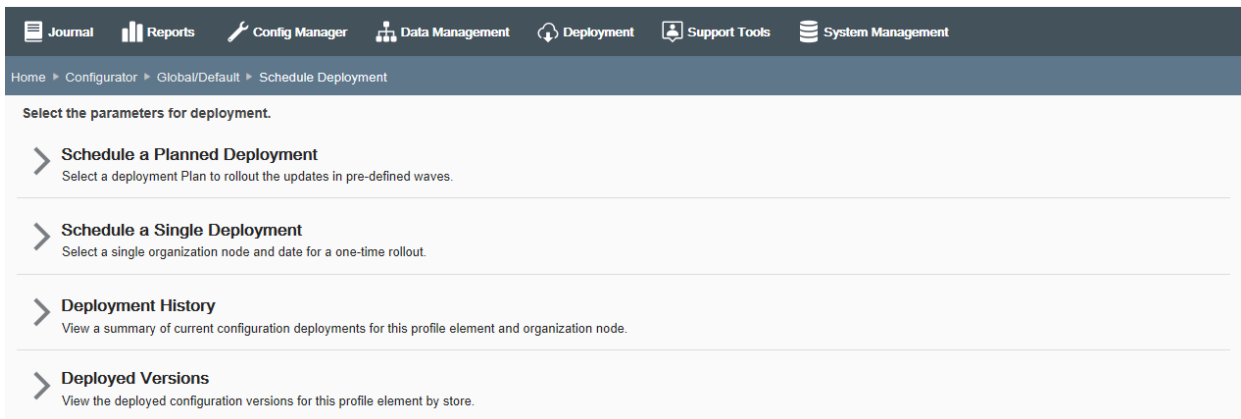 Journal Reports Config Manager Data Management Deployment Support Tools System Management
Home ▸ Configurator ▸ Global/Default ▸ Schedule Deployment
Select the parameters for deployment.
Schedule a Planned Deployment
Select a deployment Plan to rollout the updates in pre-defined waves.
Schedule a Single Deployment
Select a single organization node and date for a one-time rollout.
Deployment History
View a summary of current configuration deployments for this profile element and organization node.
Deployed Versions
View the deployed configuration versions for this profile element by store.